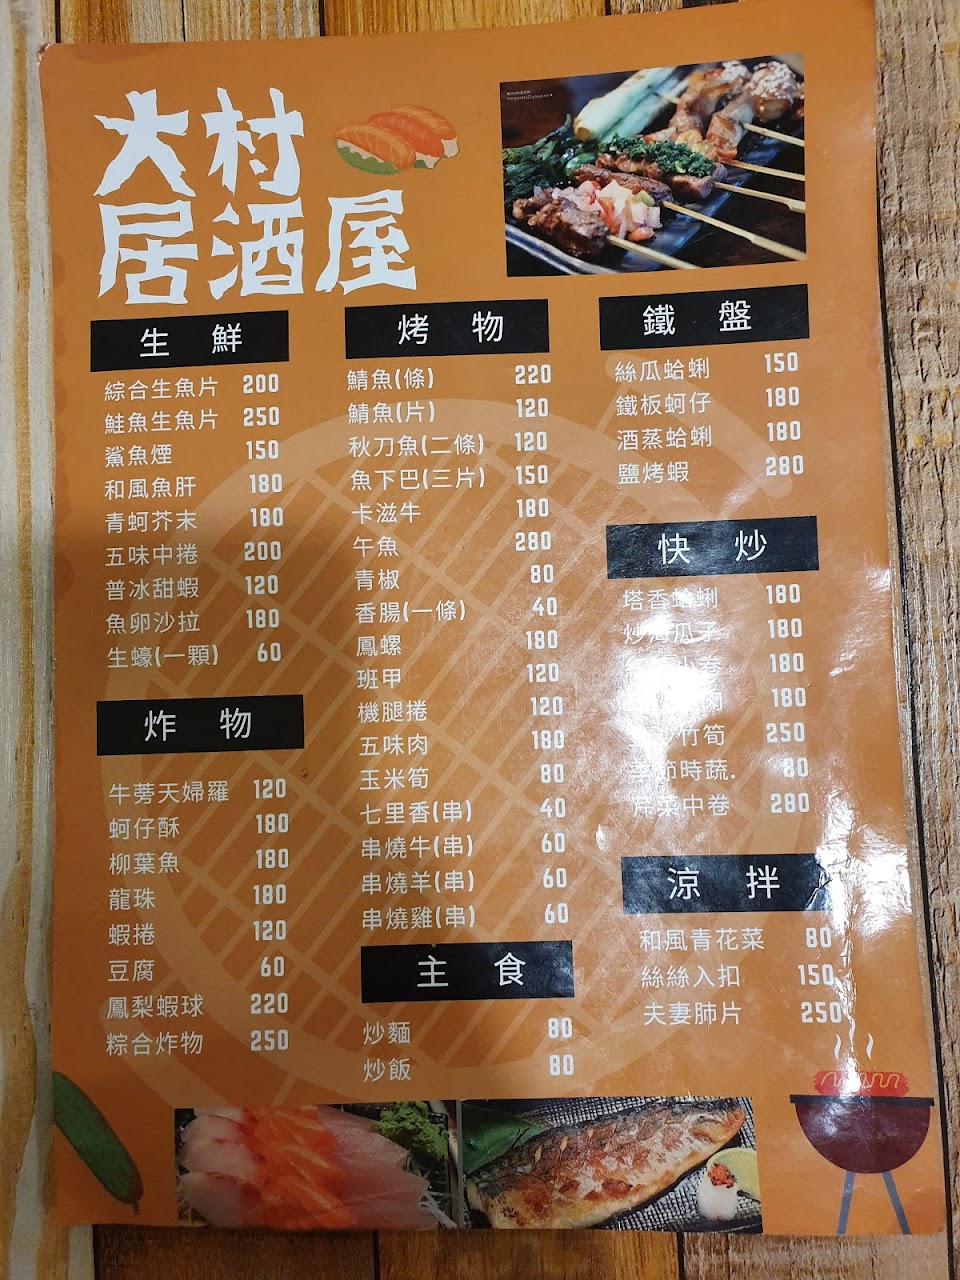 大村
居酒屋
生 鮮
綜合生魚片 200
鮭魚生魚片 250
鯊魚煙 150
和風魚肝 180
青蚵芥末 180
五味中捲 200
普冰甜蝦 120
魚卵沙拉 180
生蠔(一顆) 60
炸 物
牛蒡天婦羅 120
蚵仔酥 180
柳葉魚 180
龍珠 180
蝦捲 120
豆腐 60
鳳梨蝦球 220
粽合炸物 250
烤 物
鯖魚(條) 220
鯖魚(片) 120
秋刀魚(二條) 120
魚下巴(三片) 150
卡滋牛 180
午魚 280
青椒 80
香腸(一條) 40
鳳螺 180
班甲 120
機腿捲 120
五味肉 180
玉米筍 80
七里香(串) 40
串燒牛(串) 60
串燒羊(串) 60
串燒雞(串) 60
主 食
炒麵 80
炒飯 80
鐵 盤
絲瓜蛤蜊 150
鐵板蚵仔 180
酒蒸蛤蜊 180
鹽烤蝦 280
快 炒
塔香蛤蜊 180
炒海瓜子 180
小卷 180
肉 180
竹筍 250
季節時蔬. 80
芹菜中卷 280
涼 拌
和風青花菜 80
絲絲入扣 150
夫妻肺片 250